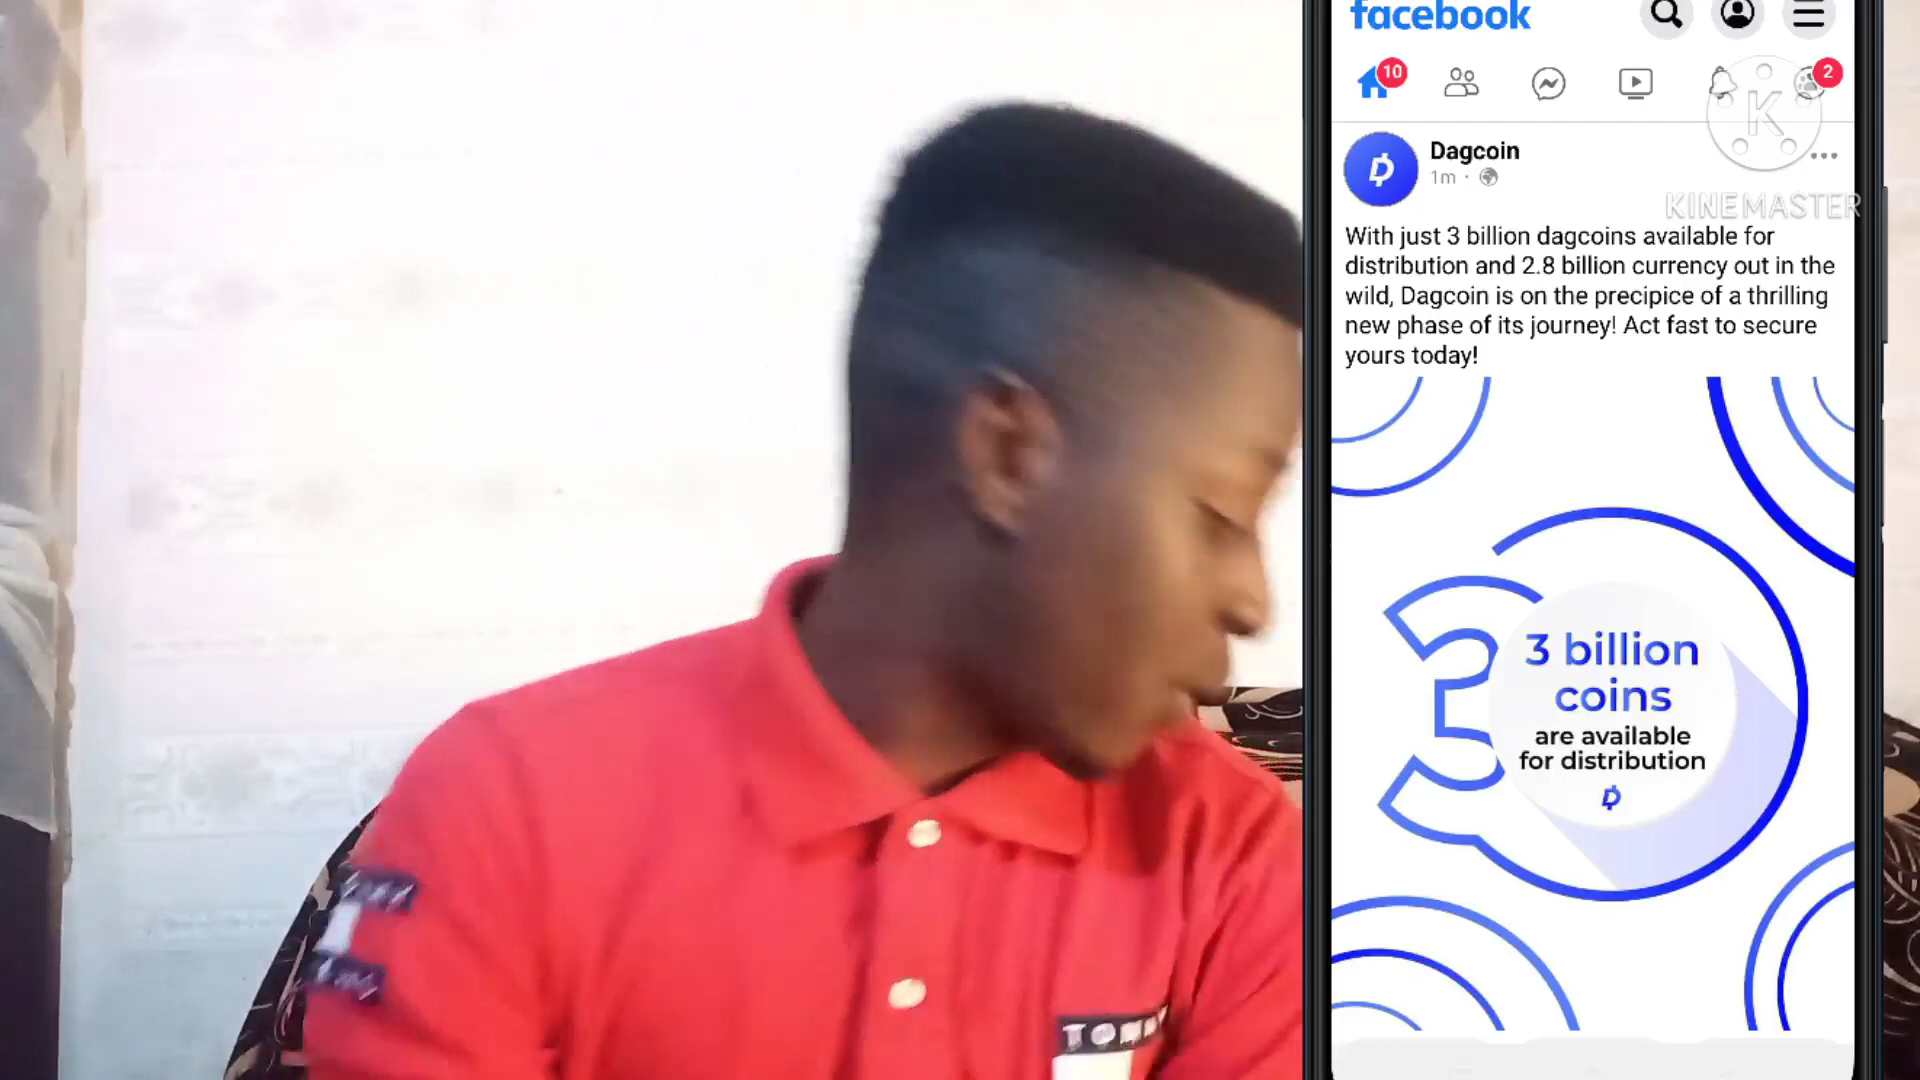 facebook
10
2
K
Dagcoin
1m ·
KINEMASTER
With just 3 billion dagcoins available for
distribution and 2.8 billion currency out in the
wild, Dagcoin is on the precipice of a thrilling
new phase of its journey! Act fast to secure
yours today!
3
3 billion
coins
are available
for distribution
TOMM